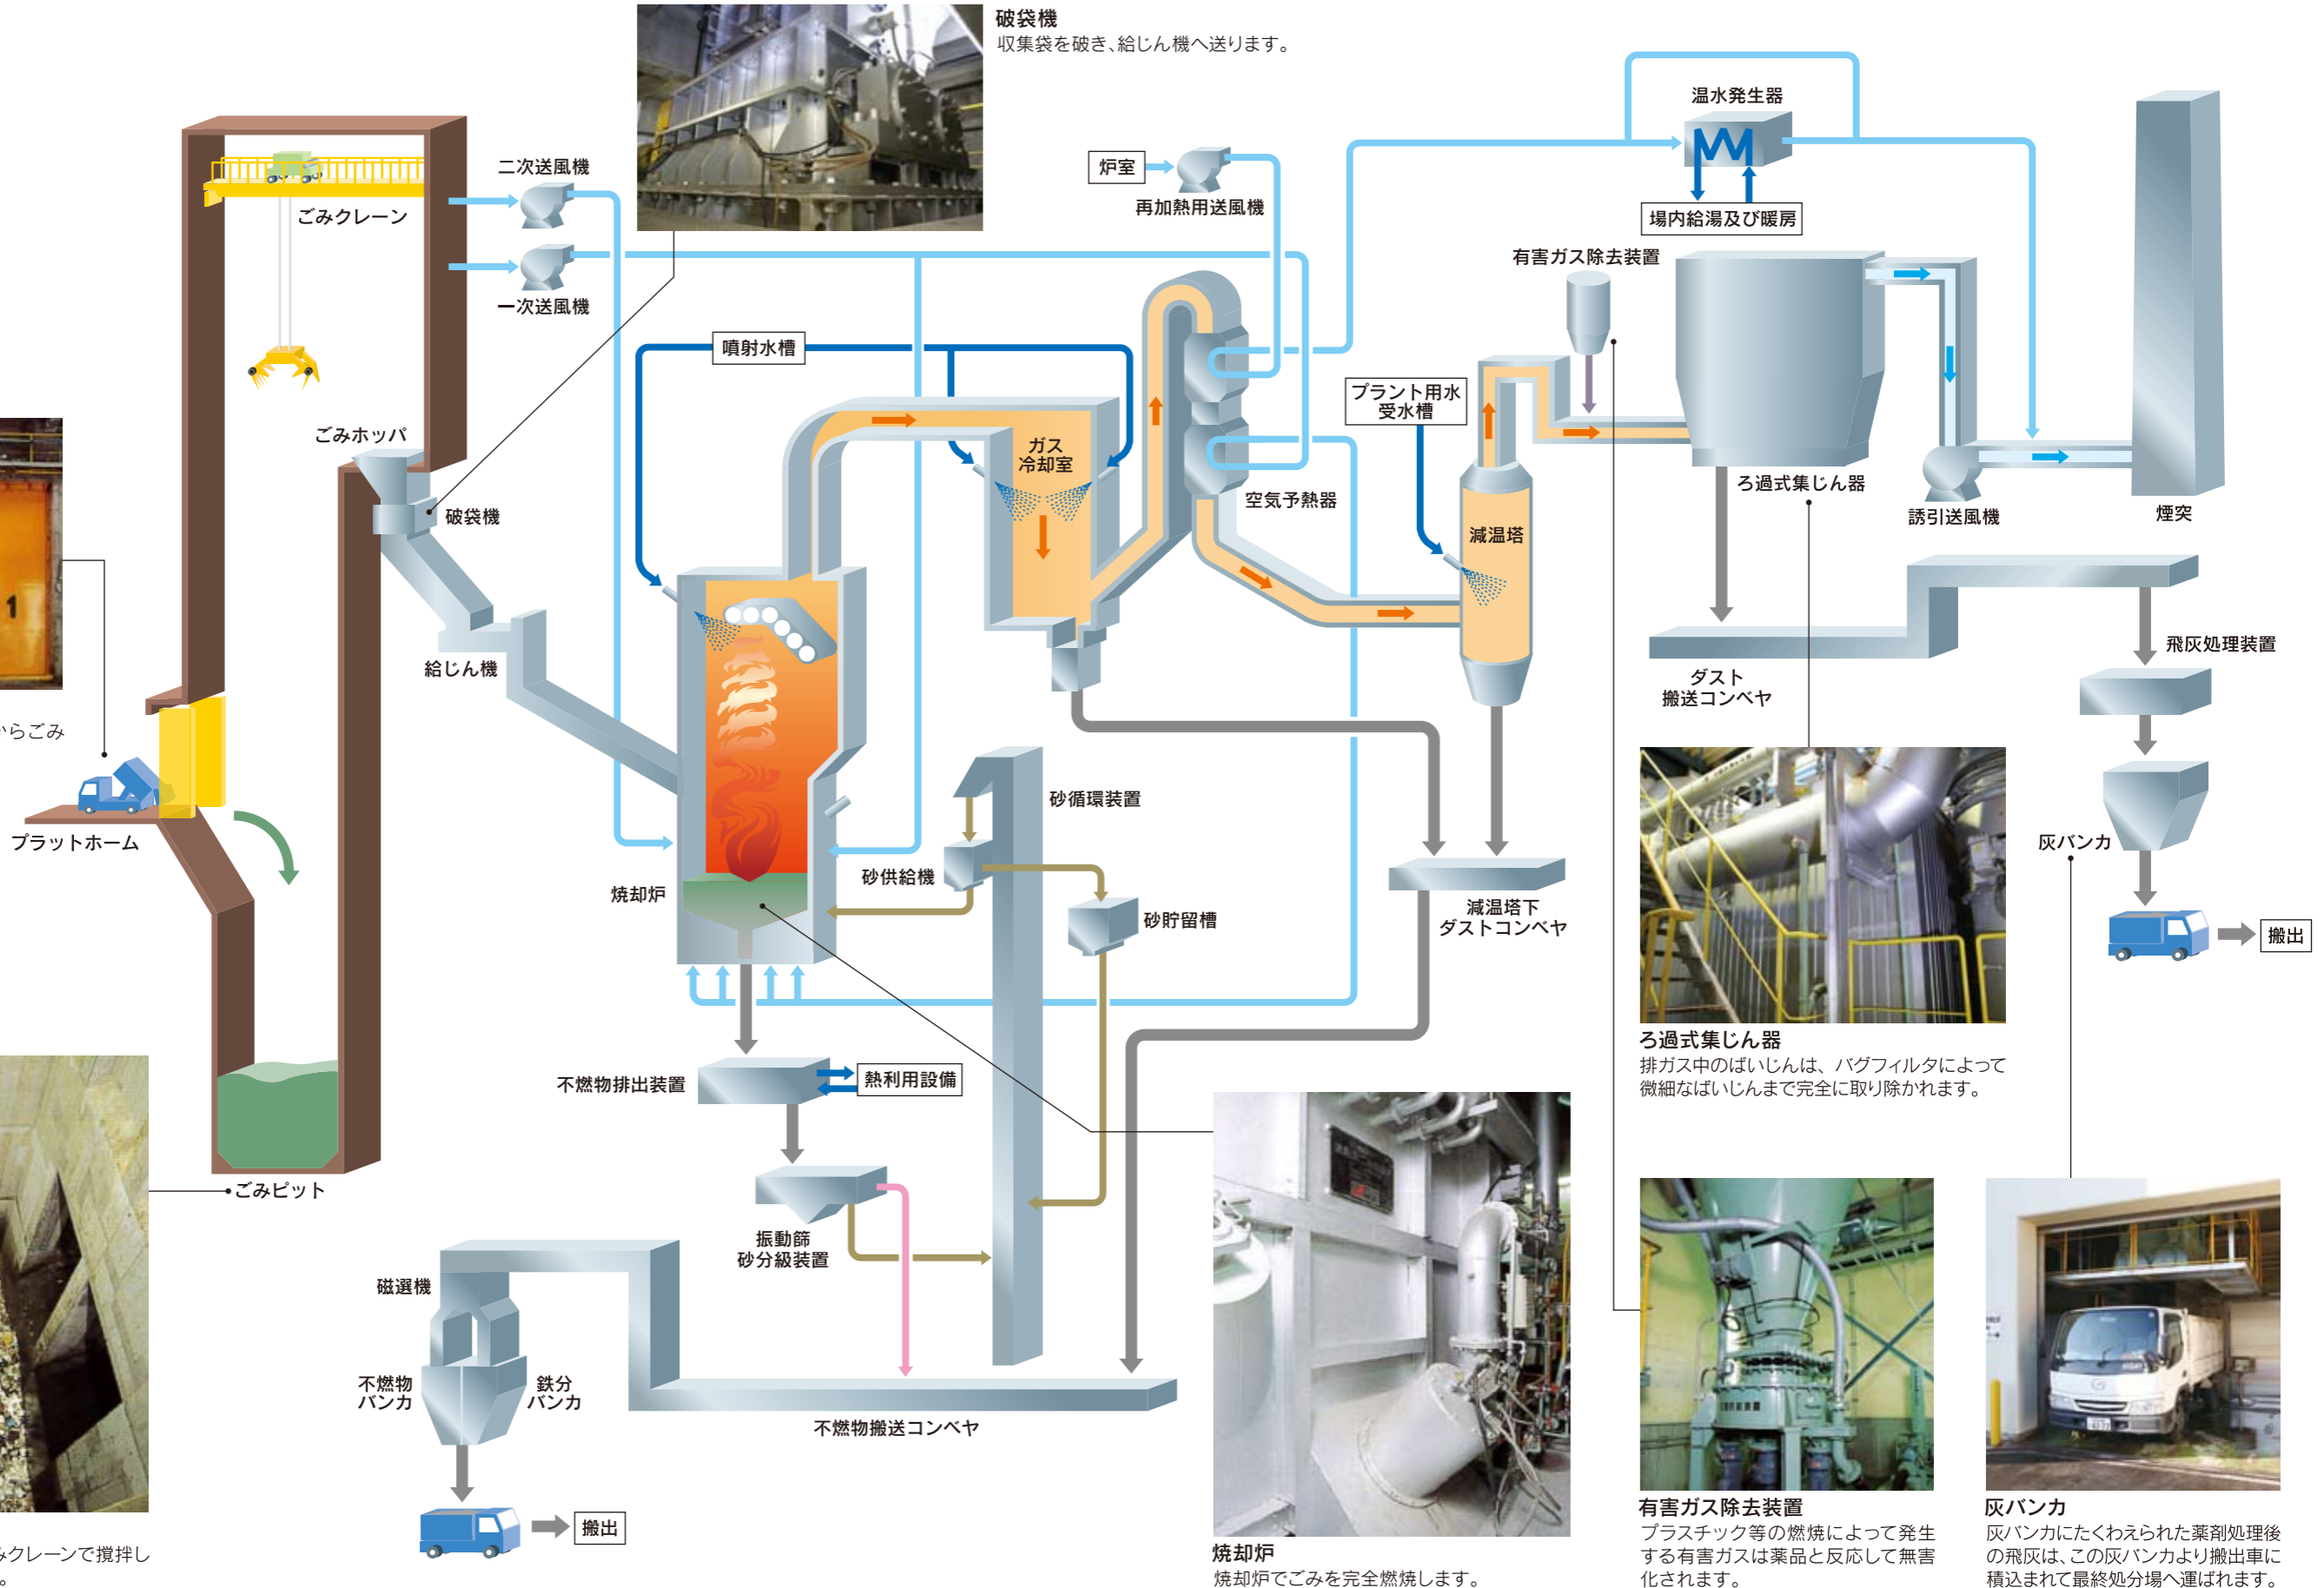 破袋機
収集袋を破き、給じん機へ送ります。
二次送風機
ごみクレーン
一次送風機
炉室
再加熱用送風機
温水発生器
場内給湯及び暖房
有害ガス除去装置
噴射水槽
プラント用水
受水槽
ごみホッパ
破袋機
ガス
冷却室
空気予熱器
減温塔
ろ過式集じん器
誘引送風機
煙突
給じん機
1
からごみ
プラットホーム
ダスト
搬送コンベヤ
飛灰処理装置
砂循環装置
砂供給機
焼却炉
砂貯留槽
減温塔下
ダストコンベヤ
灰バンカ
搬出
不燃物排出装置
熱利用設備
ろ過式集じん器
排ガス中のばいじんは、バグフィルタによって
微細なばいじんまで完全に取り除かれます。
ごみピット
振動篩
砂分級装置
磁選機
不燃物
バンカ
鉄分
バンカ
不燃物搬送コンベヤ
搬出
みクレーンで撹拌し
。
焼却炉
焼却炉でごみを完全燃焼します。
有害ガス除去装置
プラスチック等の燃焼によって発生
する有害ガスは薬品と反応して無害
化されます。
灰バンカ
灰バンカにたくわえられた薬剤処理後
の飛灰は、この灰バンカより搬出車に
積込まれて最終処分場へ運ばれます。